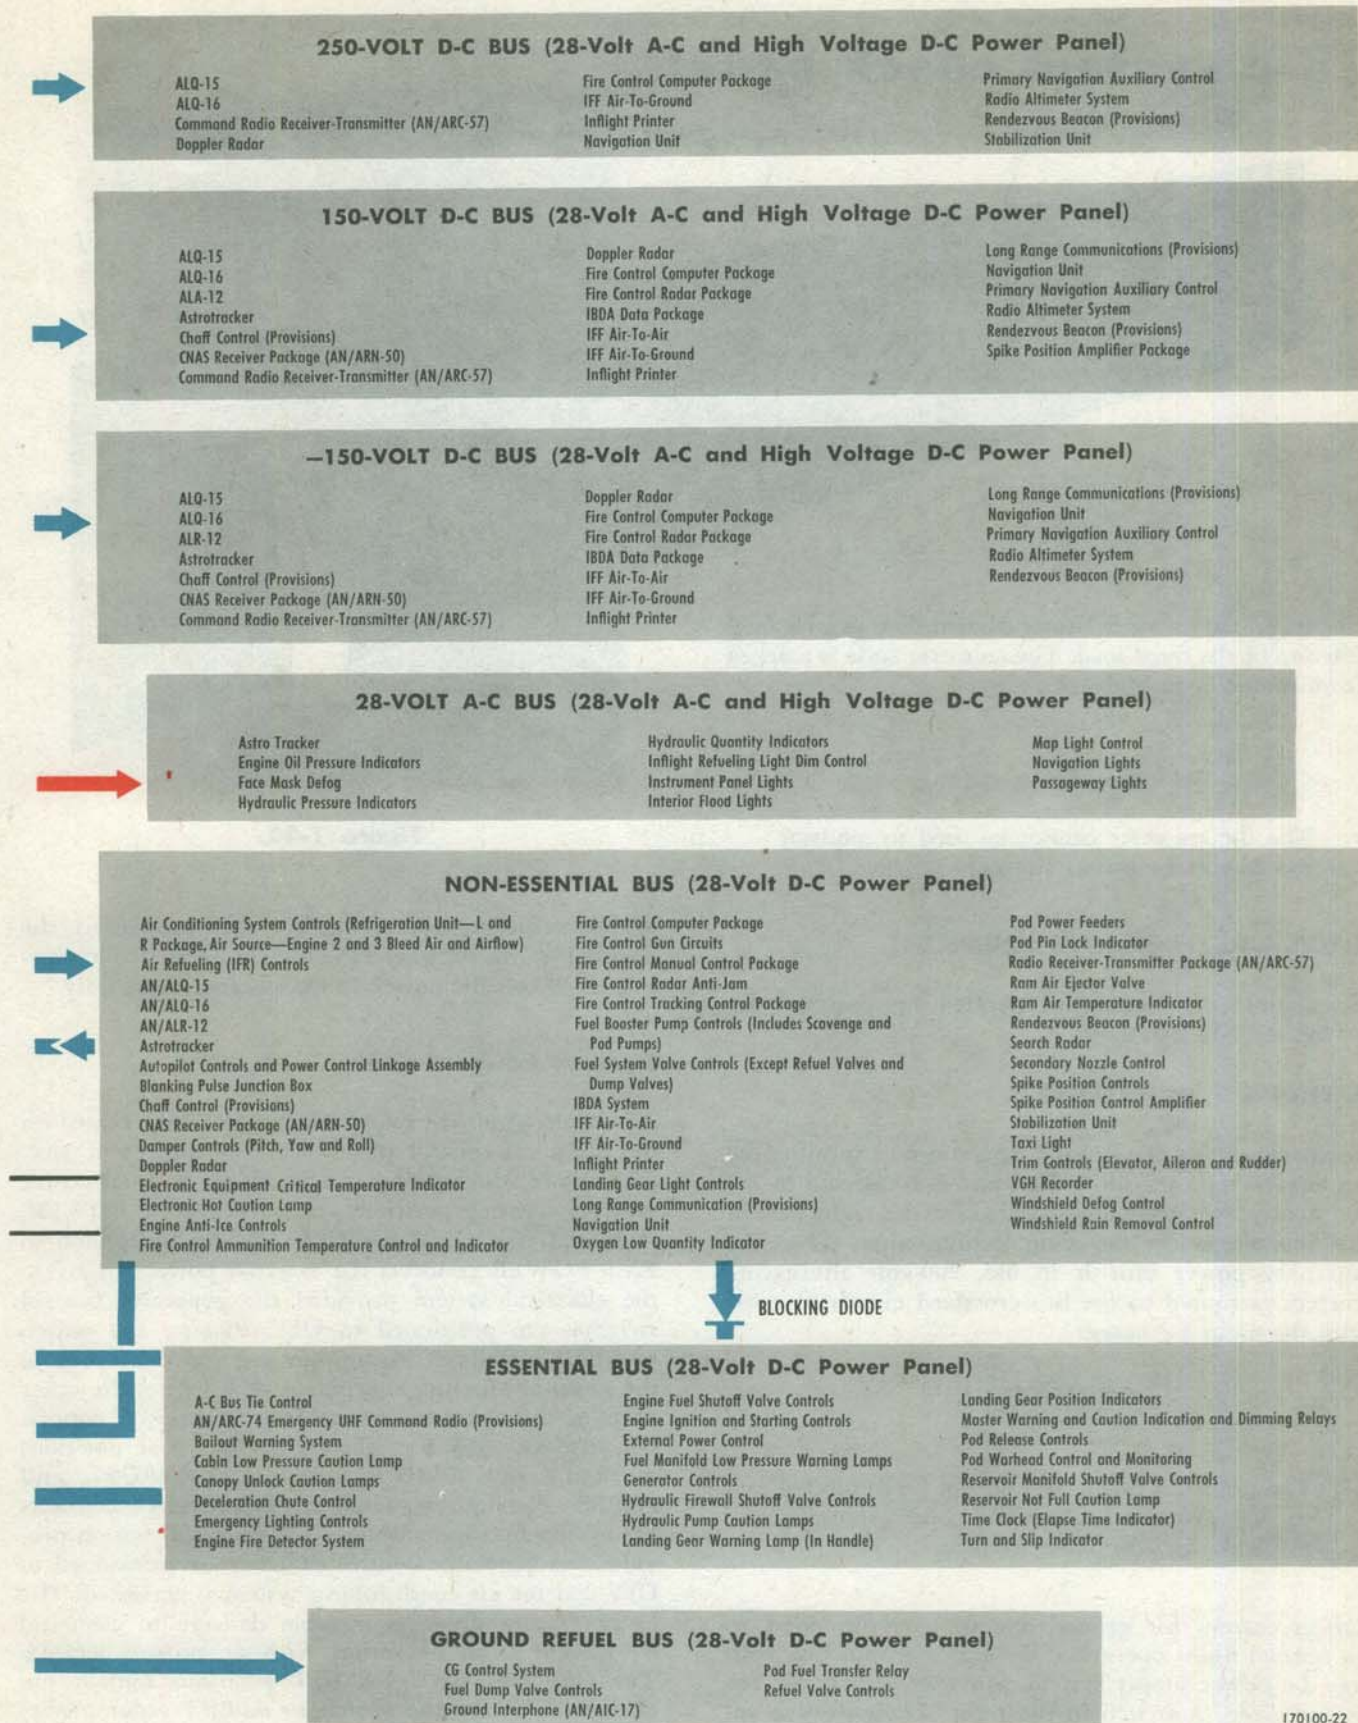 250-VOLT D-C BUS (28-Volt A-C and High Voltage D-C Power Panel)
ALQ-15
ALQ-16
Command Radio Receiver-Transmitter (AN/ARC-57)
Doppler Radar
Fire Control Computer Package
IFF Air-To-Ground
Inflight Printer
Navigation Unit
Primary Navigation Auxiliary Control
Radio Altimeter System
Rendezvous Beacon (Provisions)
Stabilization Unit
150-VOLT D-C BUS (28-Volt A-C and High Voltage D-C Power Panel)
ALQ-15
ALQ-16
ALA-12
Astrotracker
Chaff Control (Provisions)
CNAS Receiver Package (AN/ARN-50)
Command Radio Receiver-Transmitter (AN/ARC-57)
Doppler Radar
Fire Control Computer Package
Fire Control Radar Package
IBDA Data Package
IFF Air-To-Air
IFF Air-To-Ground
Inflight Printer
Long Range Communications (Provisions)
Navigation Unit
Primary Navigation Auxiliary Control
Radio Altimeter System
Rendezvous Beacon (Provisions)
Spike Position Amplifier Package
—150-VOLT D-C BUS (28-Volt A-C and High Voltage D-C Power Panel)
ALQ-15
ALQ-16
ALR-12
Astrotracker
Chaff Control (Provisions)
CNAS Receiver Package (AN/ARN-50)
Command Radio Receiver-Transmitter (AN/ARC-57)
Doppler Radar
Fire Control Computer Package
Fire Control Radar Package
IBDA Data Package
IFF Air-To-Air
IFF Air-To-Ground
Inflight Printer
Long Range Communications (Provisions)
Navigation Unit
Primary Navigation Auxiliary Control
Radio Altimeter System
Rendezvous Beacon (Provisions)
28-VOLT A-C BUS (28-Volt A-C and High Voltage D-C Power Panel)
Astro Tracker
Engine Oil Pressure Indicators
Face Mask Defog
Hydraulic Pressure Indicators
Hydraulic Quantity Indicators
Inflight Refueling Light Dim Control
Instrument Panel Lights
Interior Flood Lights
Map Light Control
Navigation Lights
Passageway Lights
NON-ESSENTIAL BUS (28-Volt D-C Power Panel)
Air Conditioning System Controls (Refrigeration Unit—L and
R Package, Air Source—Engine 2 and 3 Bleed Air and Airflow)
Air Refueling (IFR) Controls
AN/ALQ-15
AN/ALQ-16
AN/ALR-12
Astrotracker
Autopilot Controls and Power Control Linkage Assembly
Blanking Pulse Junction Box
Chaff Control (Provisions)
CNAS Receiver Package (AN/ARN-50)
Damper Controls (Pitch, Yaw and Roll)
Doppler Radar
Electronic Equipment Critical Temperature Indicator
Electronic Hot Caution Lamp
Engine Anti-Ice Controls
Fire Control Ammunition Temperature Control and Indicator
Fire Control Computer Package
Fire Control Gun Circuits
Fire Control Manual Control Package
Fire Control Radar Anti-Jam
Fire Control Tracking Control Package
Fuel Booster Pump Controls (Includes Scavenge and
Pod Pumps)
Fuel System Valve Controls (Except Refuel Valves and
Dump Valves)
IBDA System
IFF Air-To-Air
IFF Air-To-Ground
Inflight Printer
Landing Gear Light Controls
Long Range Communication (Provisions)
Navigation Unit
Oxygen Low Quantity Indicator
Pod Power Feeders
Pod Pin Lock Indicator
Radio Receiver-Transmitter Package (AN/ARC-57)
Ram Air Ejector Valve
Ram Air Temperature Indicator
Rendezvous Beacon (Provisions)
Search Radar
Secondary Nozzle Control
Spike Position Controls
Spike Position Control Amplifier
Stabilization Unit
Taxi Light
Trim Controls (Elevator, Aileron and Rudder)
VGH Recorder
Windshield Defog Control
Windshield Rain Removal Control
BLOCKING DIODE
ESSENTIAL BUS (28-Volt D-C Power Panel)
A-C Bus Tie Control
AN/ARC-74 Emergency UHF Command Radio (Provisions)
Bailout Warning System
Cabin Low Pressure Caution Lamp
Canopy Unlock Caution Lamps
Deceleration Chute Control
Emergency Lighting Controls
Engine Fire Detector System
Engine Fuel Shutoff Valve Controls
Engine Ignition and Starting Controls
External Power Control
Fuel Manifold Low Pressure Warning Lamps
Generator Controls
Hydraulic Firewall Shutoff Valve Controls
Hydraulic Pump Caution Lamps
Landing Gear Warning Lamp (In Handle)
Landing Gear Position Indicators
Master Warning and Caution Indication and Dimming Relays
Pod Release Controls
Pod Warhead Control and Monitoring
Reservoir Manifold Shutoff Valve Controls
Reservoir Not Full Caution Lamp
Time Clock (Elapse Time Indicator)
Turn and Slip Indicator
GROUND REFUEL BUS (28-Volt D-C Power Panel)
CG Control System
Fuel Dump Valve Controls
Ground Interphone (AN/AIC-17)
Pod Fuel Transfer Relay
Refuel Valve Controls
170100-22